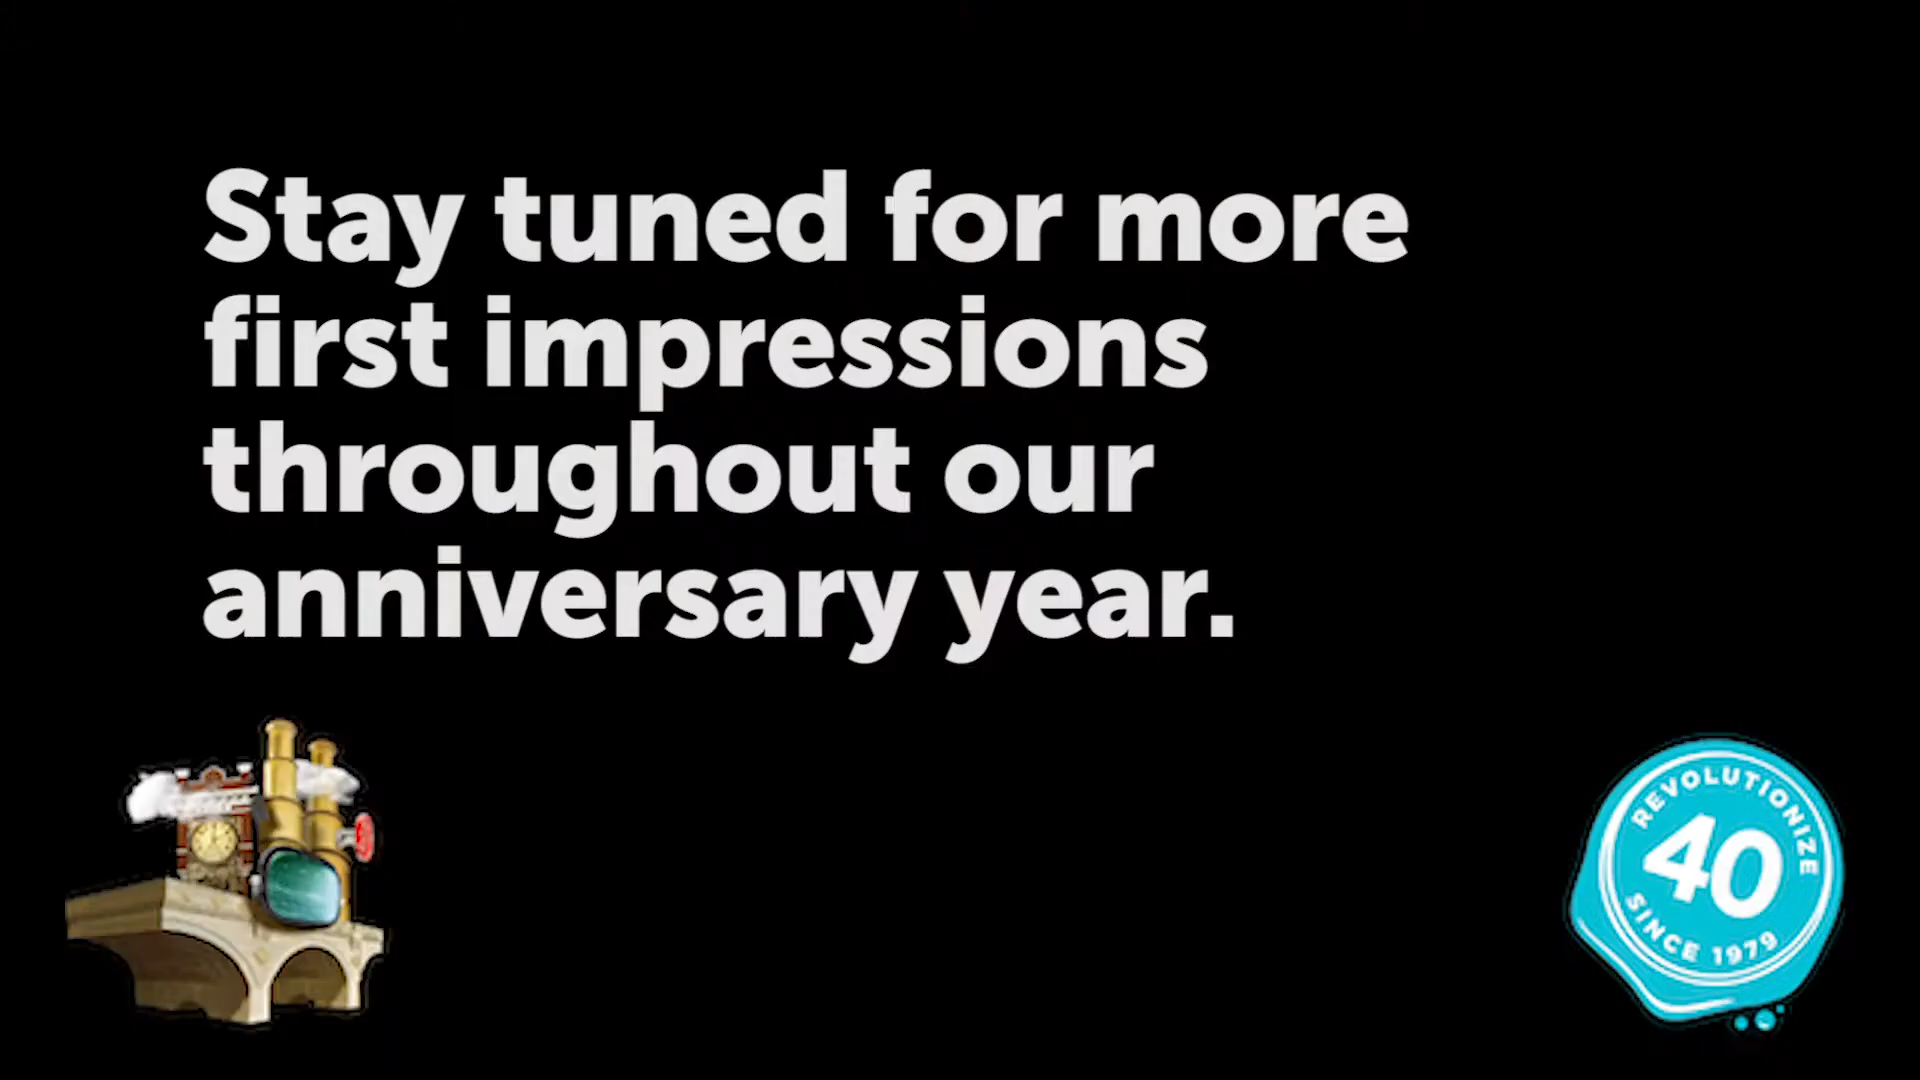 Stay tuned for more
first impressions
throughout our
anniversary year.
REVOLUTIONIZE
40
SINCE 1979